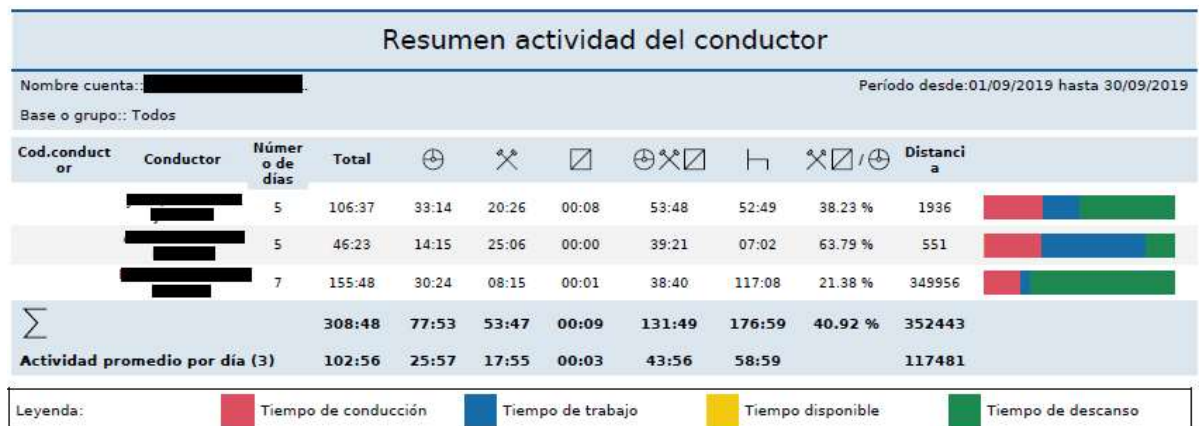 Resumen actividad del conductor
Nombre cuenta::
Período desde:01/09/2019 hasta 30/09/2019
Base o grupo:: Todos
Cod.conduct
or
Conductor
Númer
o de
días
Total
/
Distanci
a
5 106:37 33:14 20:26 00:08 53:48 52:49 38.23 % 1936
5 46:23 14:15 25:06 00:00 39:21 07:02 63.79 % 551
7 155:48 30:24 08:15 00:01 38:40 117:08 21.38 % 349956
∑ 308:48 77:53 53:47 00:09 131:49 176:59 40.92 % 352443
Actividad promedio por día (3) 102:56 25:57 17:55 00:03 43:56 58:59 117481
Leyenda: Tiempo de conducción Tiempo de trabajo Tiempo disponible Tiempo de descanso